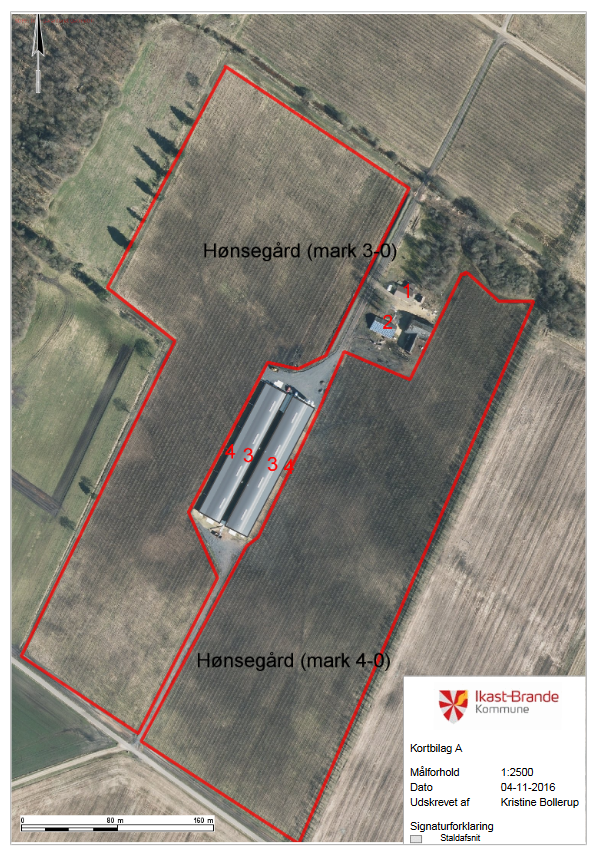 Hønsegård (mark 3-0)
1
2
4
3
3
4
Hønsegård (mark 4-0)
Ikast-Brande
Kommune
Kortbilag A
Målforhold 1:2500
Dato 04-11-2016
Udskrevet af Kristine Bollerup
Signaturforklaring
Staldafsnit
0 80 m 160 m